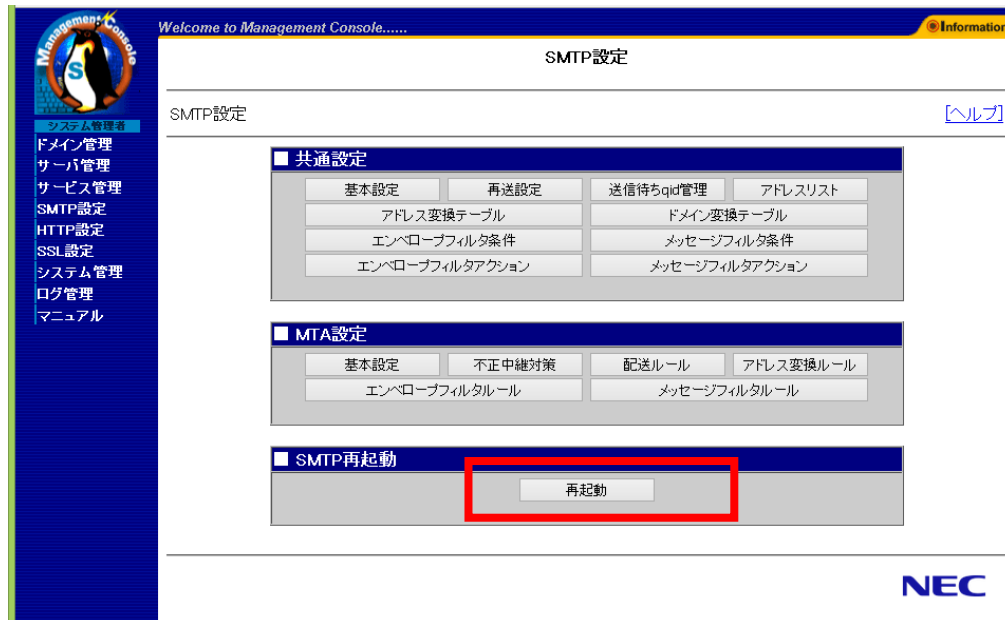 Management Console
Welcome to Management Console......
Information
S
システム管理者
ドメイン管理
サーバ管理
サービス管理
SMTP設定
HTTP設定
SSL設定
システム管理
ログ管理
マニュアル
SMTP設定
SMTP設定
[ヘルプ]
■ 共通設定
基本設定 再送設定 送信待ちqid管理 アドレスリスト
アドレス変換テーブル ドメイン変換テーブル
エンベロープフィルタ条件 メッセージフィルタ条件
エンベロープフィルタアクション メッセージフィルタアクション
■ MTA設定
基本設定 不正中継対策 配送ルール アドレス変換ルール
エンベロープフィルタルール メッセージフィルタルール
■ SMTP再起動
再起動
NEC